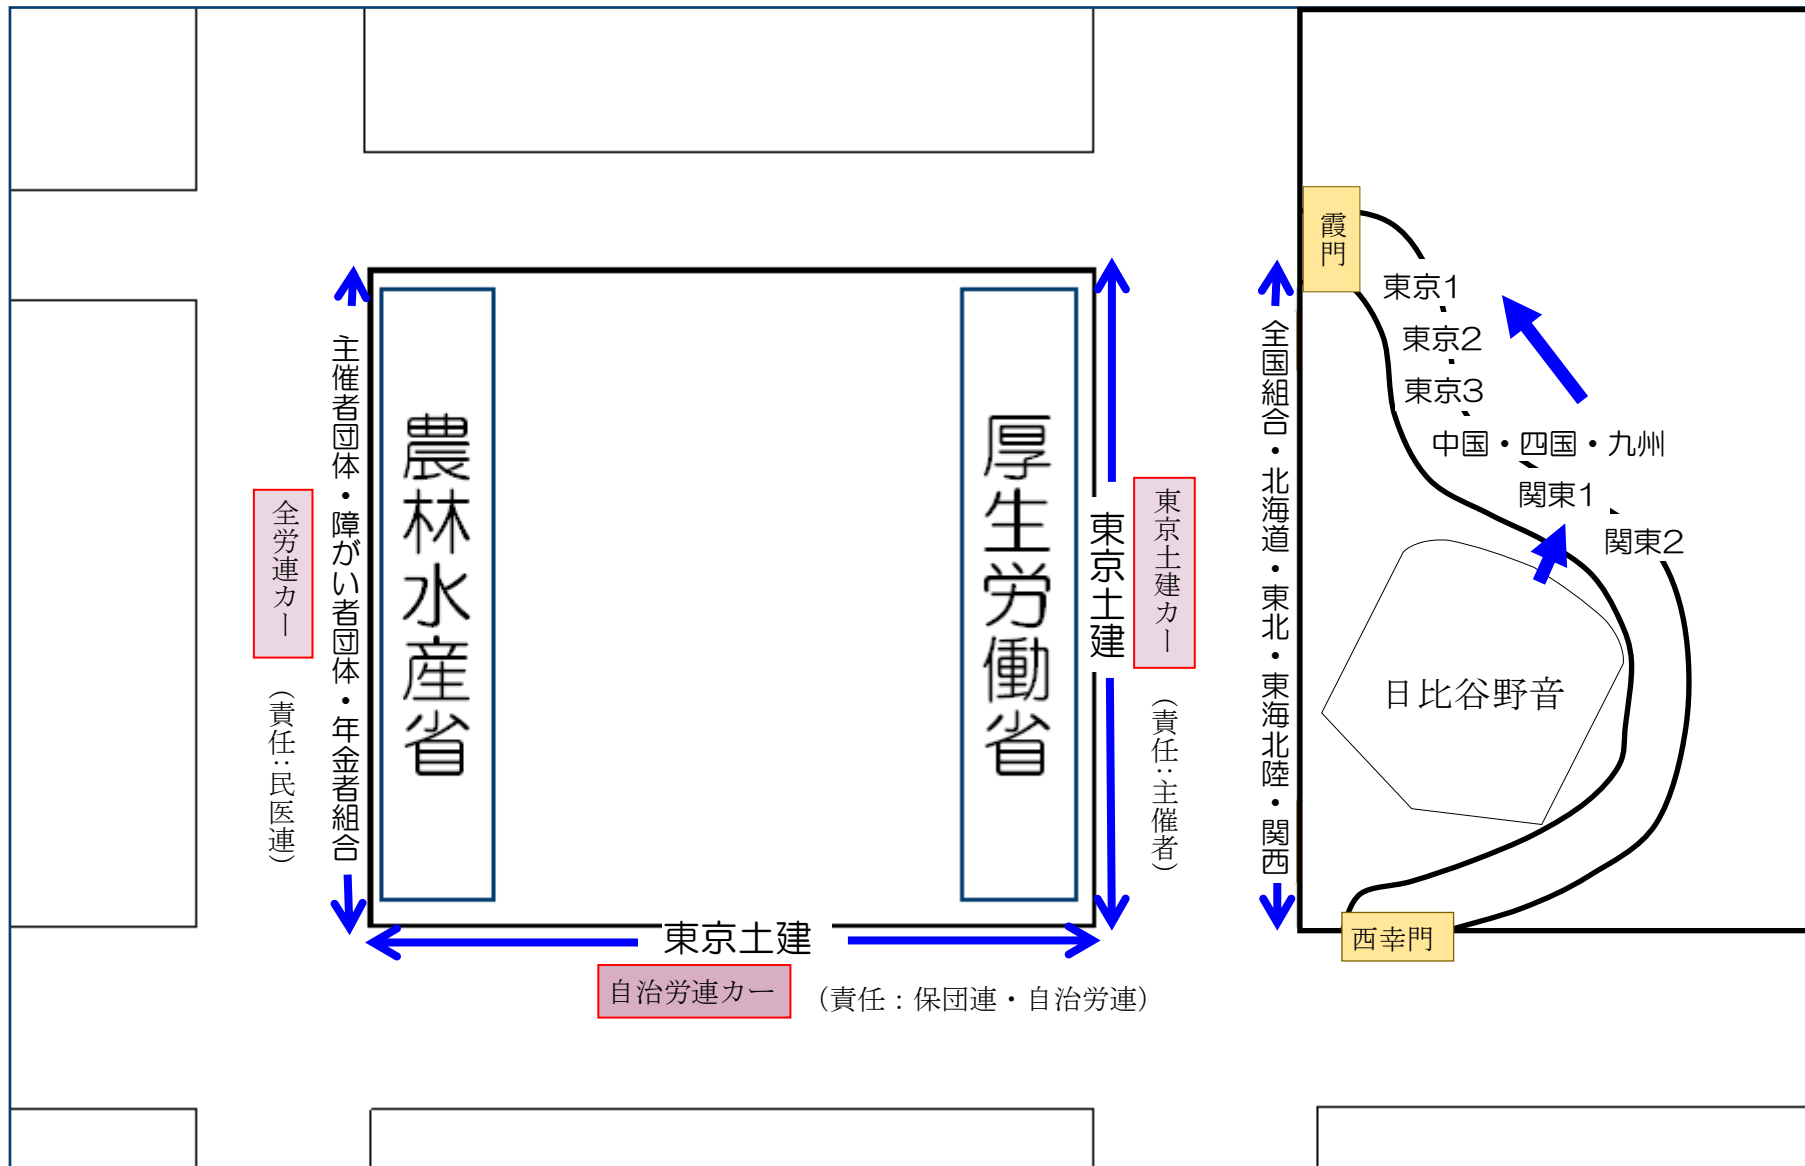 霞門
東京1
東京2
東京3
中国・四国・九州
関東1
関東2
日比谷野音
西幸門
全国組合・北海道・東北・東海北陸・関西
東京土建カー
(責任:主催者)
東京土建
厚生労働省
農林水産省
主催者団体・障がい者団体・年金者組合
全労連カー
(責任:民医連)
東京土建
自治労連カー
(責任:保団連・自治労連)